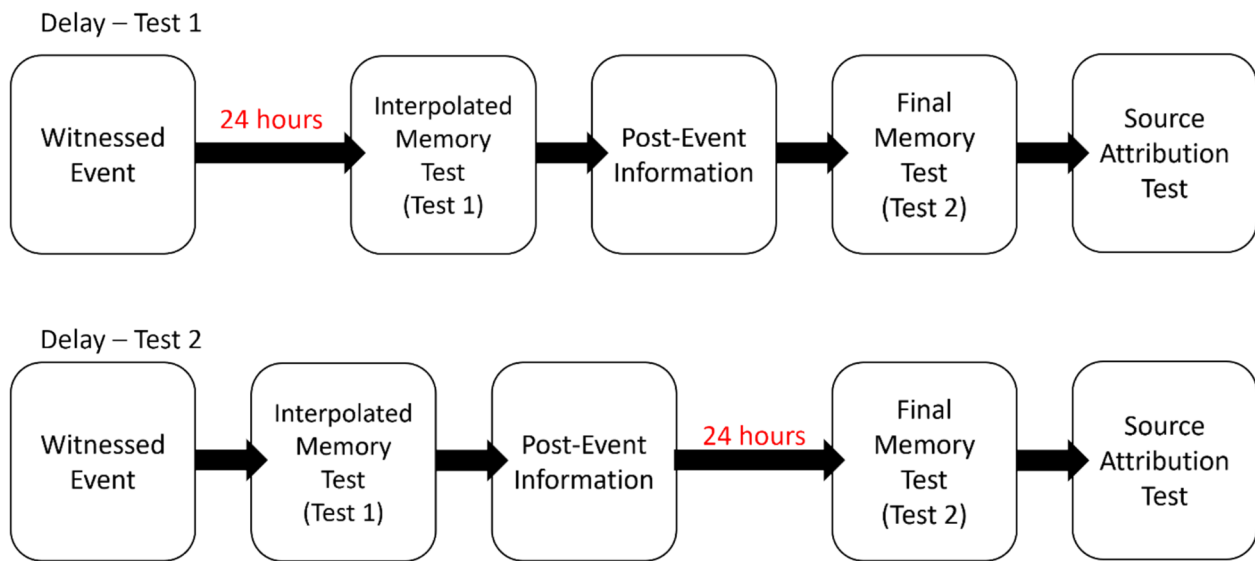 Delay – Test 1
Witnessed
Event
24 hours
Interpolated
Memory
Test
(Test 1)
Post-Event
Information
Final
Memory
Test
(Test 2)
Source
Attribution
Test
Delay – Test 2
Witnessed
Event
Interpolated
Memory
Test
(Test 1)
Post-Event
Information
24 hours
Final
Memory
Test
(Test 2)
Source
Attribution
Test